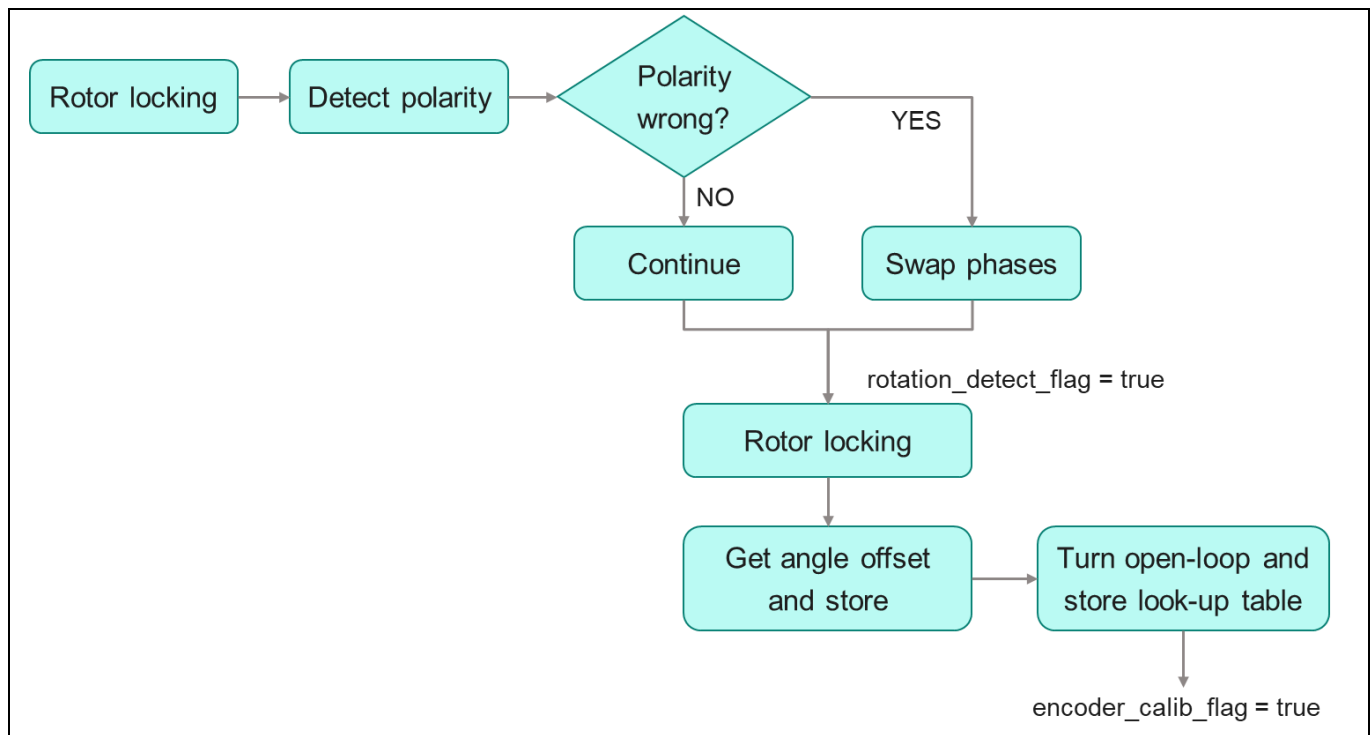 Rotor locking
Detect polarity
Polarity
wrong?
YES
NO
Continue
Swap phases
rotation_detect_flag = true
Rotor locking
Get angle offset
and store
Turn open-loop and
store look-up table
encoder_calib_flag = true